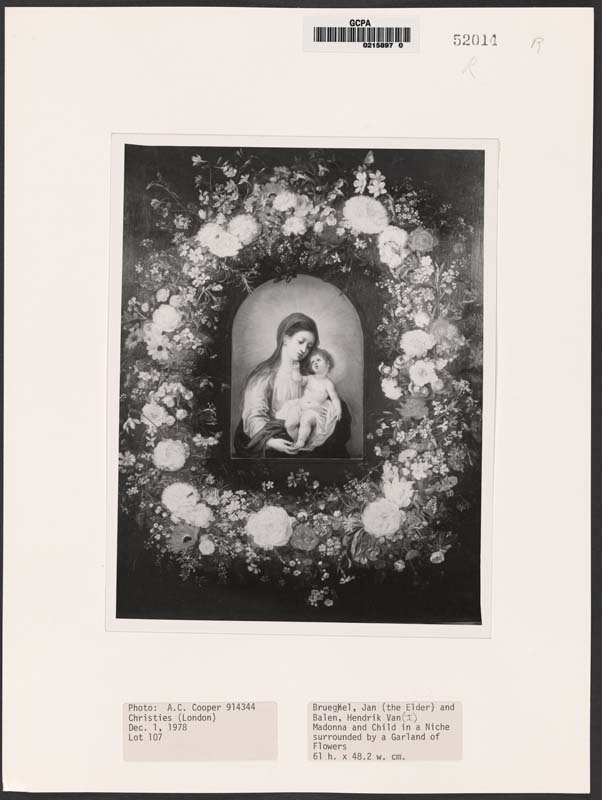 GCPA
0215897 0
52014
R
R
Photo: A.C. Cooper 914344
Christies (London)
Dec. 1, 1978
Lot 107
Brueghel, Jan (the Elder) and
Balen, Hendrik Van (I)
Madonna and Child in a Niche
surrounded by a Garland of
Flowers
61 h. x 48.2 w. cm.